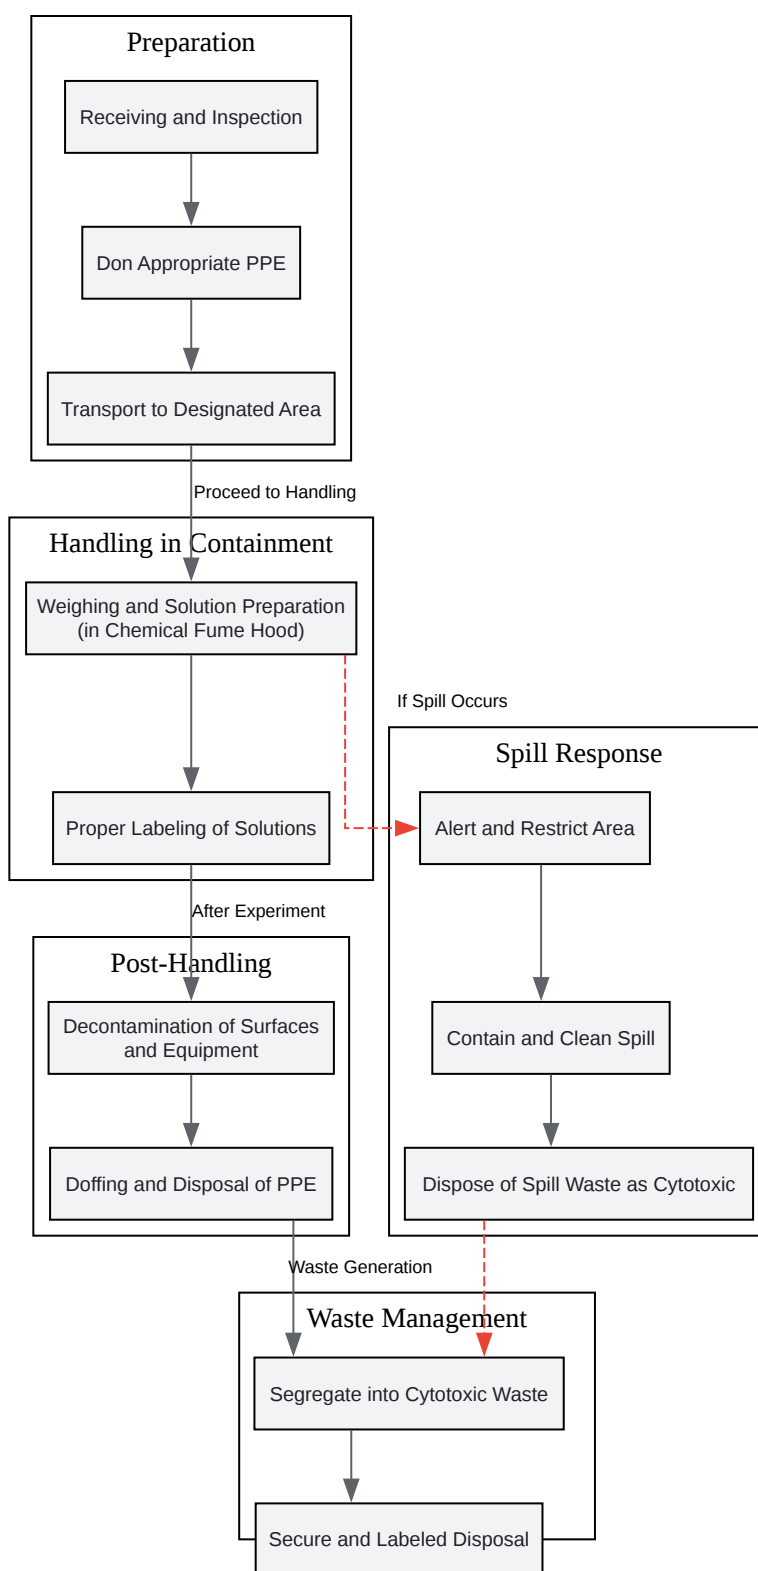 Preparation
Receiving and Inspection
Don Appropriate PPE
Transport to Designated Area
Proceed to Handling
Handling in Containment
Weighing and Solution Preparation
(in Chemical Fume Hood)
If Spill Occurs
Spill Response
Proper Labeling of Solutions
Alert and Restrict Area
After Experiment
Post-Handling
Decontamination of Surfaces
and Equipment
Contain and Clean Spill
Doffing and Disposal of PPE
Dispose of Spill Waste as Cytotoxic
Waste Generation
Waste Management
Segregate into Cytotoxic Waste
Secure and Labeled Disposal